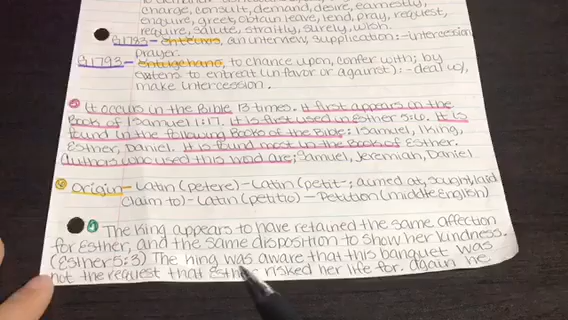 charge, consult, demand, desire, earnestly,
enquire, greet, obtain leave, lend, pray, request,
require, salute, straitly, surely, wish.
B1783 - enteuxis, an interview, supplication:-intercession,
prayer.
B1793 - entugchano, to chance upon, confer with; by
extens to entreat (in favor or against):- deal w/,
make intercession.
It occurs in the Bible 13 times. It first appears in the
Book of 1 Samuel 1:17. It is first used in Esther 5:6. It is
found in the following Books of the Bible: 1 Samuel, 1 King,
Esther, Daniel. It is found most in the Book of Esther.
Authors who used this word are; Samuel, Jeremiah, Daniel
Origin - Latin (petere) - Latin (petit-; aimed at, sought, laid
claim to) - Latin (petitio) - Petition (middle English)
The King appears to have retained the same affection
for Esther, and the same disposition to show her kindness.
(Esther 5:3) The King was aware that this banquet was
not the request that Esther risked her life for. again he